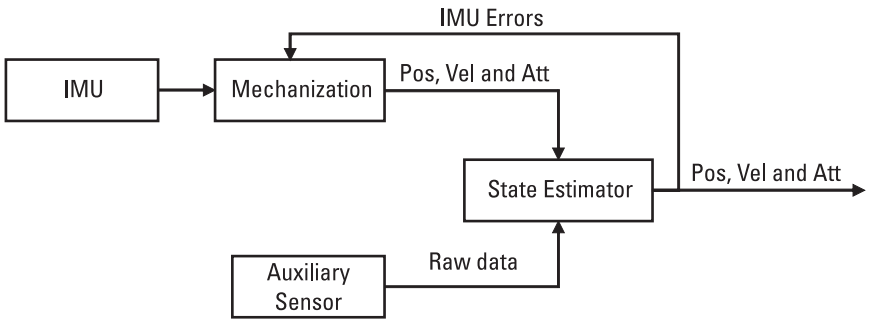 IMU Errors
IMU
Mechanization
Pos, Vel and Att
State Estimator
Pos, Vel and Att
Raw data
Auxiliary
Sensor